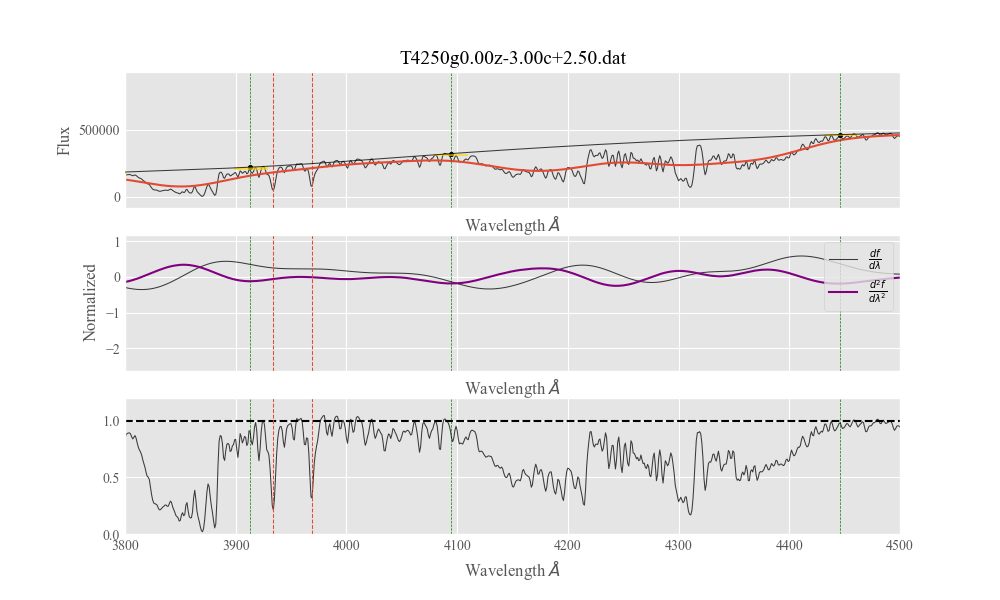 T4250g0.00z-3.00c+2.50.dat
Flux
500000
0
Wavelength Å
Normalized
1
0
−1
−2
df
dλ
d²f
dλ²
Wavelength Å
1.0
0.5
0.0
3800 3900 4000 4100 4200 4300 4400 4500
Wavelength Å